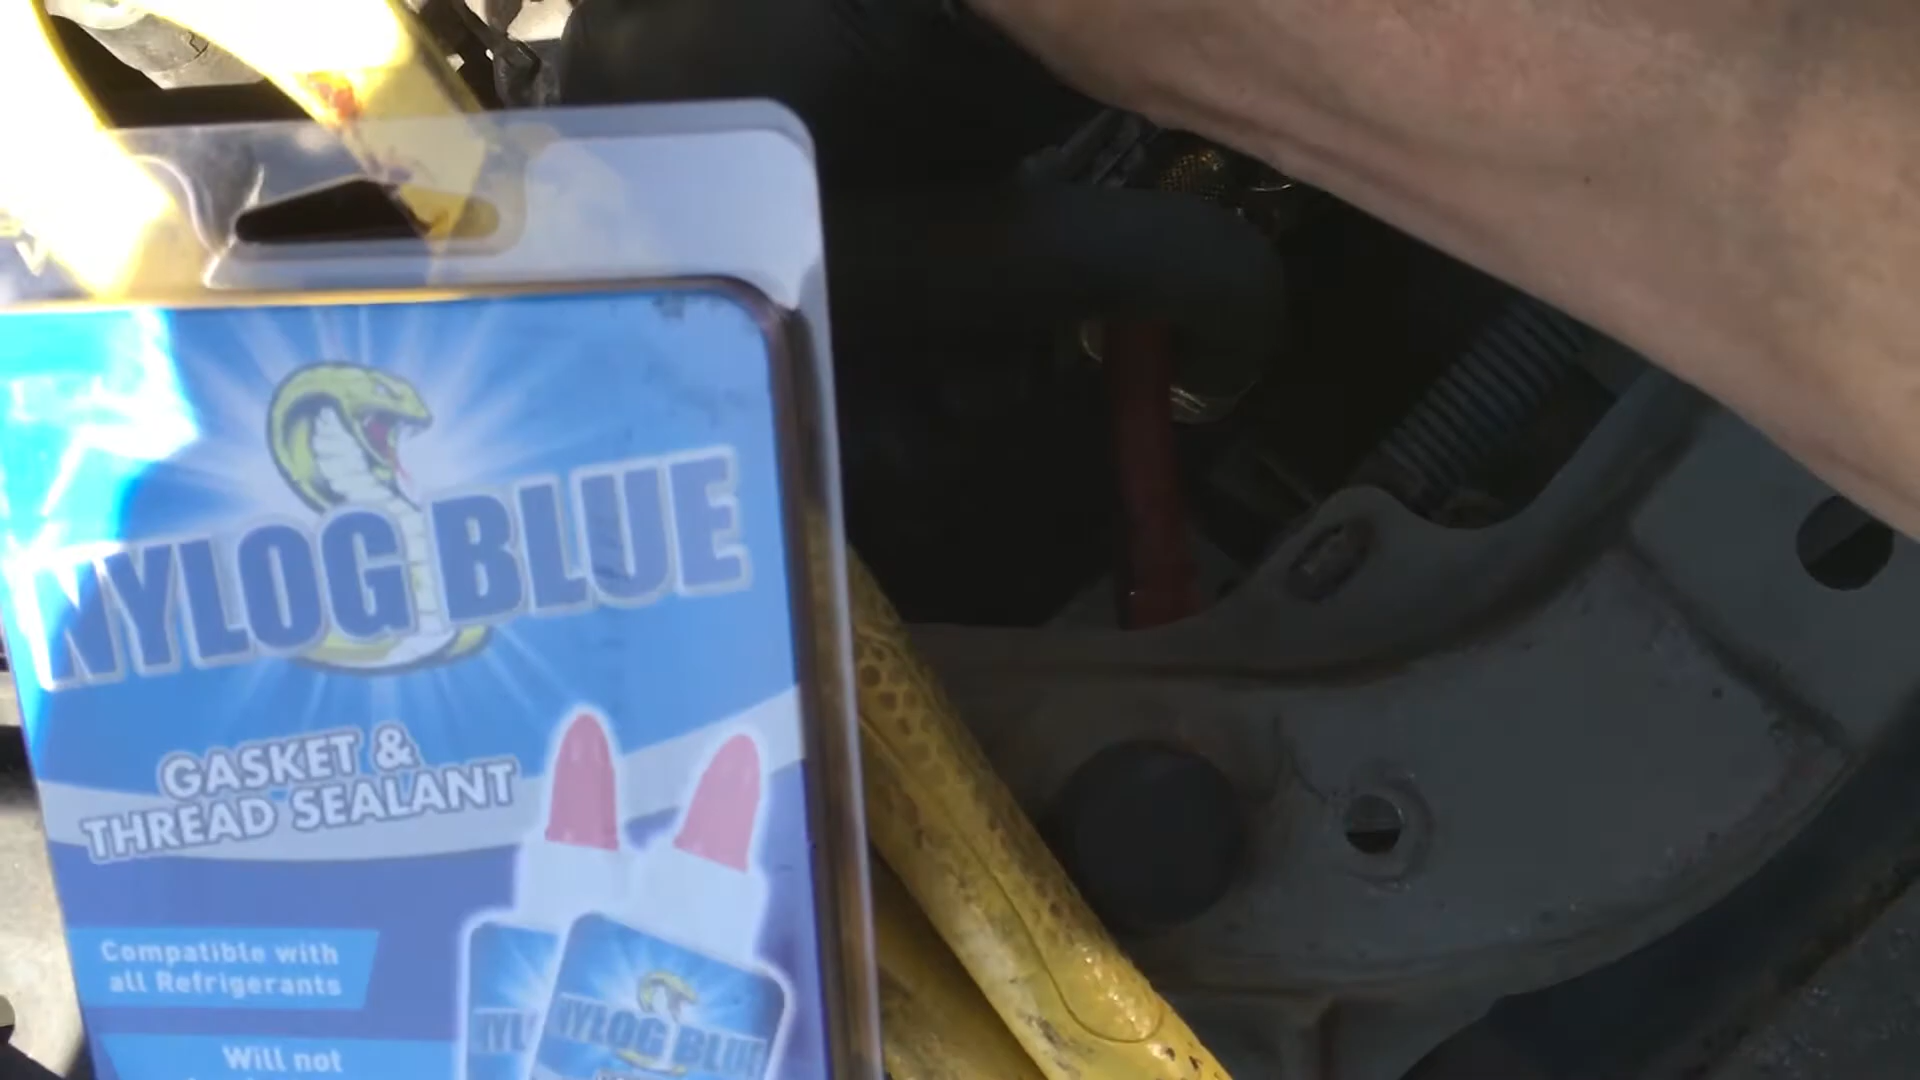 NYLOG BLUE
GASKET &
THREAD SEALANT
Compatible with
all Refrigerants
Will not
NYLOG BLUE